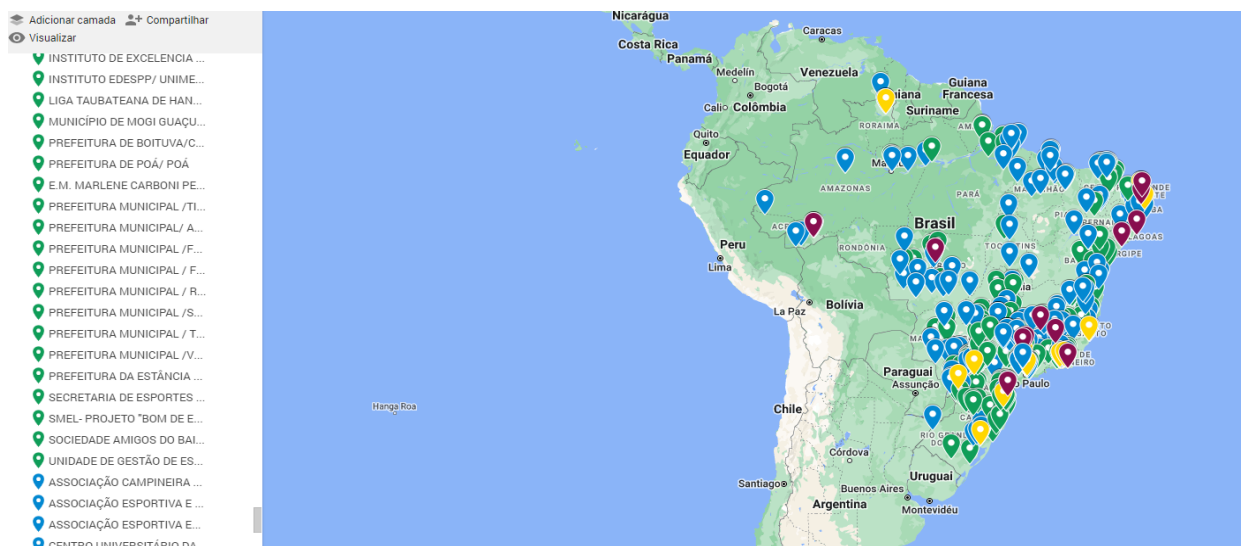 Adicionar camada Compartilhar
Visualizar
INSTITUTO DE EXCELENCIA ...
INSTITUTO EDESPP/ UNIME...
LIGA TAUBATEANA DE HAN...
MUNICÍPIO DE MOGI GUAÇU...
PREFEITURA DE BOITUVA/C...
PREFEITURA DE POÁ/ POÁ
E.M. MARLENE CARBONI PE...
PREFEITURA MUNICIPAL /TI...
PREFEITURA MUNICIPAL/ A...
PREFEITURA MUNICIPAL /F...
PREFEITURA MUNICIPAL / F...
PREFEITURA MUNICIPAL / R...
PREFEITURA MUNICIPAL /S...
PREFEITURA MUNICIPAL / T...
PREFEITURA MUNICIPAL /V...
PREFEITURA DA ESTÂNCIA ...
SECRETARIA DE ESPORTES ...
SMEL- PROJETO "BOM DE E...
SOCIEDADE AMIGOS DO BAI...
UNIDADE DE GESTÃO DE ES...
ASSOCIAÇÃO CAMPINEIRA ...
ASSOCIAÇÃO ESPORTIVA E ...
ASSOCIAÇÃO ESPORTIVA E...
CENTRO UNIVERSITÁRIO DA
Nicarágua
Caracas
Costa Rica
Panamá
Medellín
Venezuela
Bogotá
Guiana
Francesa
Cali
Colômbia
Suriname
RORAIMA
Quito
Equador
AMAZONAS
PARÁ
Brasil
Peru
RONDÔNIA
Lima
La Paz
Bolívia
Paraguai
Assunção
Paulo
Hanga Roa
Chile
Córdova
Uruguai
Santiago
Buenos Aires
Montevidéu
Argentina